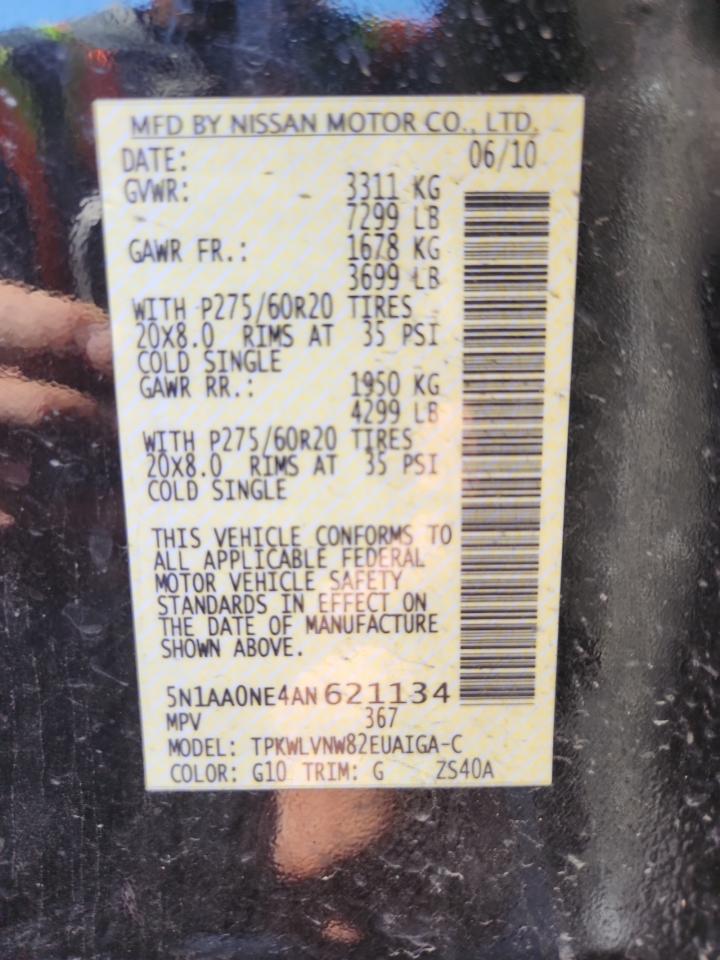 MFD BY NISSAN MOTOR CO., LTD.
DATE: 06/10
GVWR: 3311 KG
7299 LB
GAWR FR.: 1678 KG
3699 LB
WITH P275/60R20 TIRES
20X8.0 RIMS AT 35 PSI
COLD SINGLE
GAWR RR.: 1950 KG
4299 LB
WITH P275/60R20 TIRES
20X8.0 RIMS AT 35 PSI
COLD SINGLE
THIS VEHICLE CONFORMS TO
ALL APPLICABLE FEDERAL
MOTOR VEHICLE SAFETY
STANDARDS IN EFFECT ON
THE DATE OF MANUFACTURE
SHOWN ABOVE.
5N1AA0NE4AN621134
MPV 367
MODEL: TPKWLVNW82EUAIGA-C
COLOR: G10 TRIM: G ZS40A